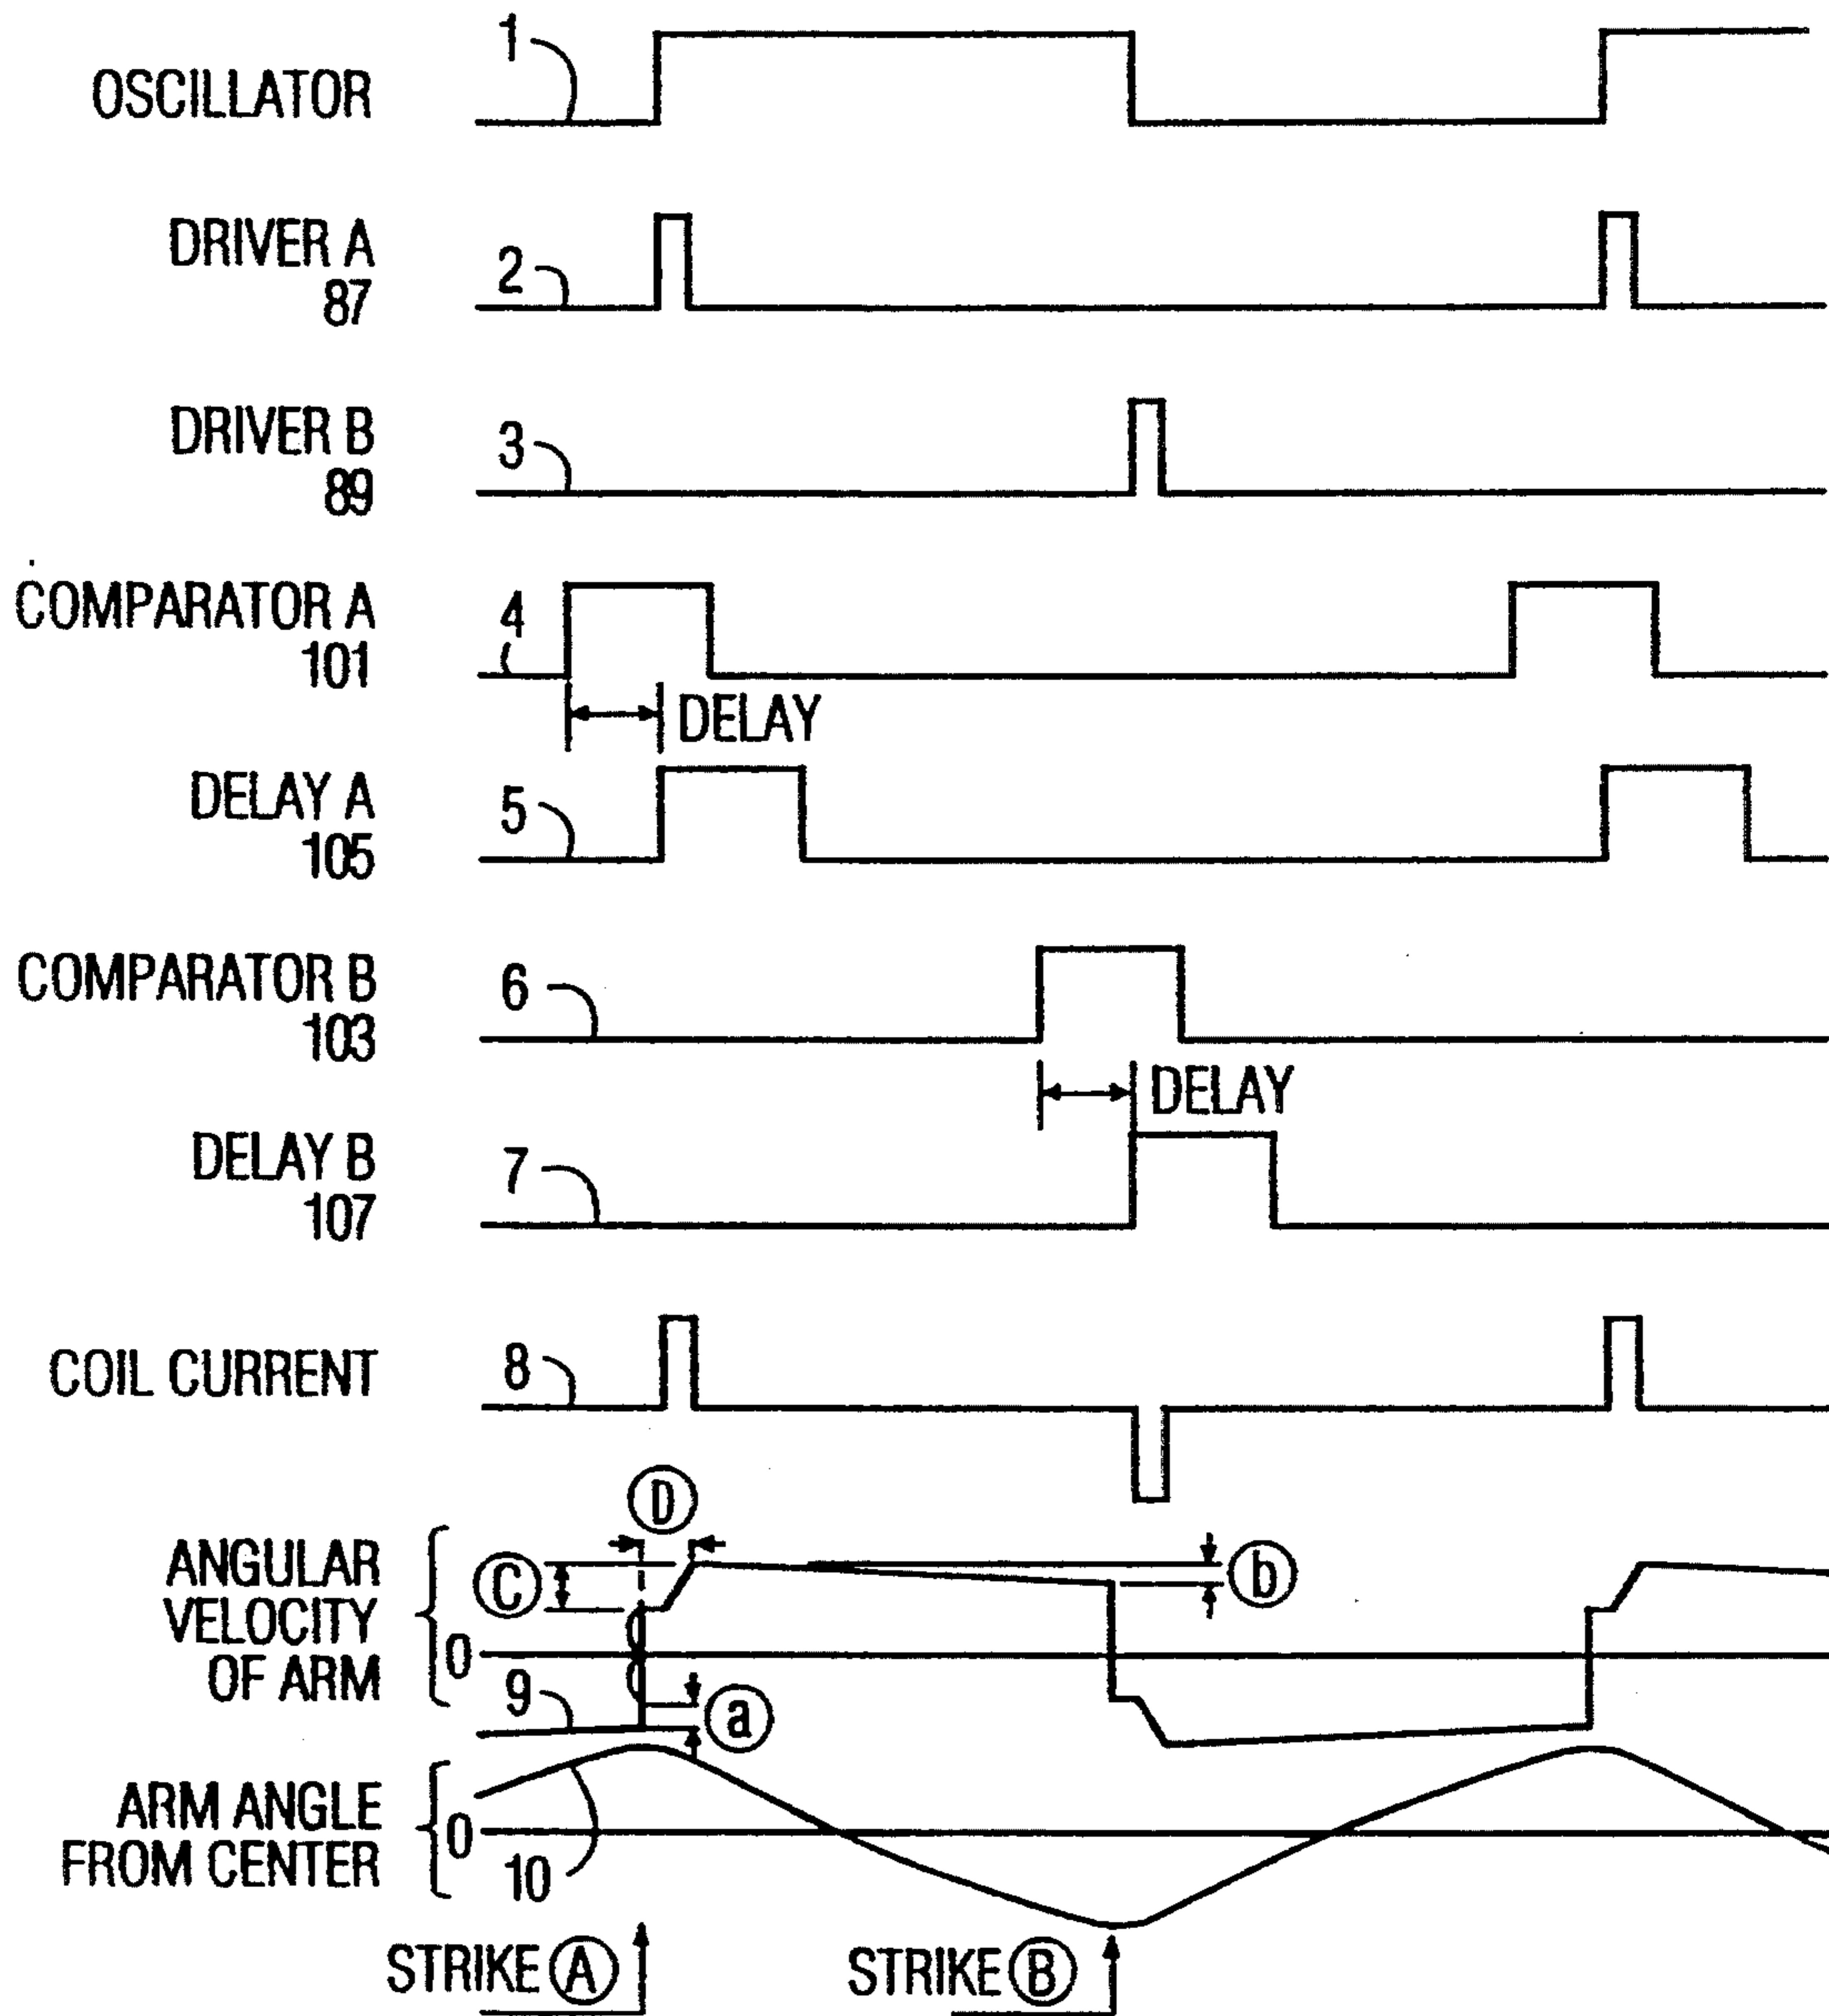 1
OSCILLATOR
DRIVER A
87
2
DRIVER B
89
3
COMPARATOR A
101
4
DELAY
DELAY A
105
5
COMPARATOR B
103
6
DELAY
DELAY B
107
7
COIL CURRENT
8
D
ANGULAR
VELOCITY
OF ARM
C
b
0
9
a
ARM ANGLE
FROM CENTER
0
10
STRIKE A
STRIKE B